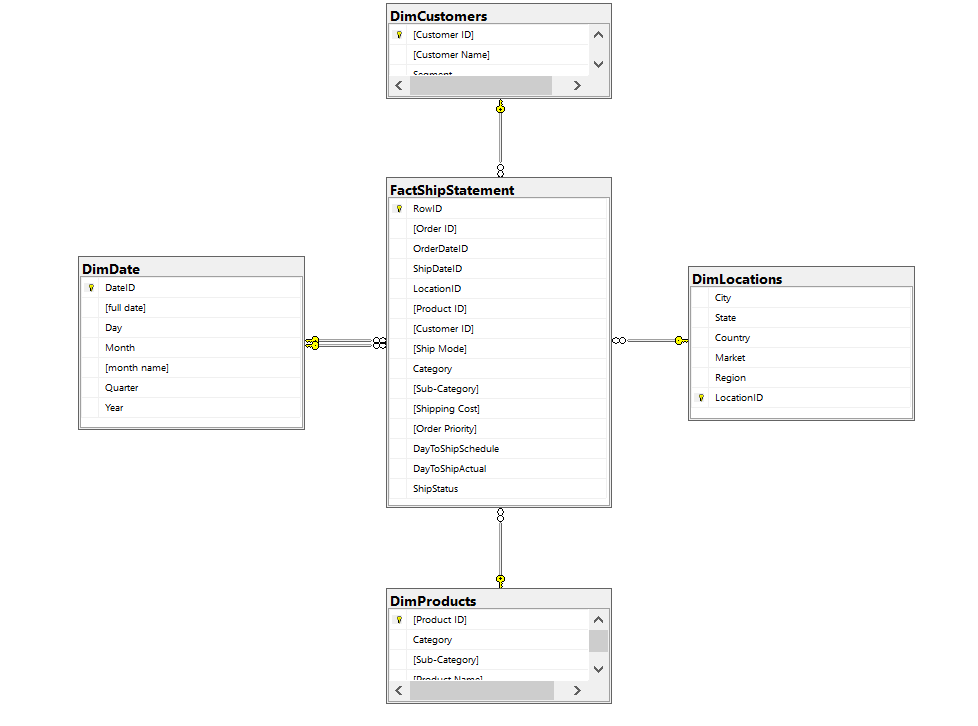 DimCustomers
[Customer ID]
[Customer Name]
Segment
FactShipStatement
RowID
[Order ID]
OrderDateID
ShipDateID
LocationID
[Product ID]
[Customer ID]
[Ship Mode]
Category
[Sub-Category]
[Shipping Cost]
[Order Priority]
DayToShipSchedule
DayToShipActual
ShipStatus
DimDate
DateID
[full date]
Day
Month
[month name]
Quarter
Year
DimLocations
City
State
Country
Market
Region
LocationID
DimProducts
[Product ID]
Category
[Sub-Category]
[Product Name]